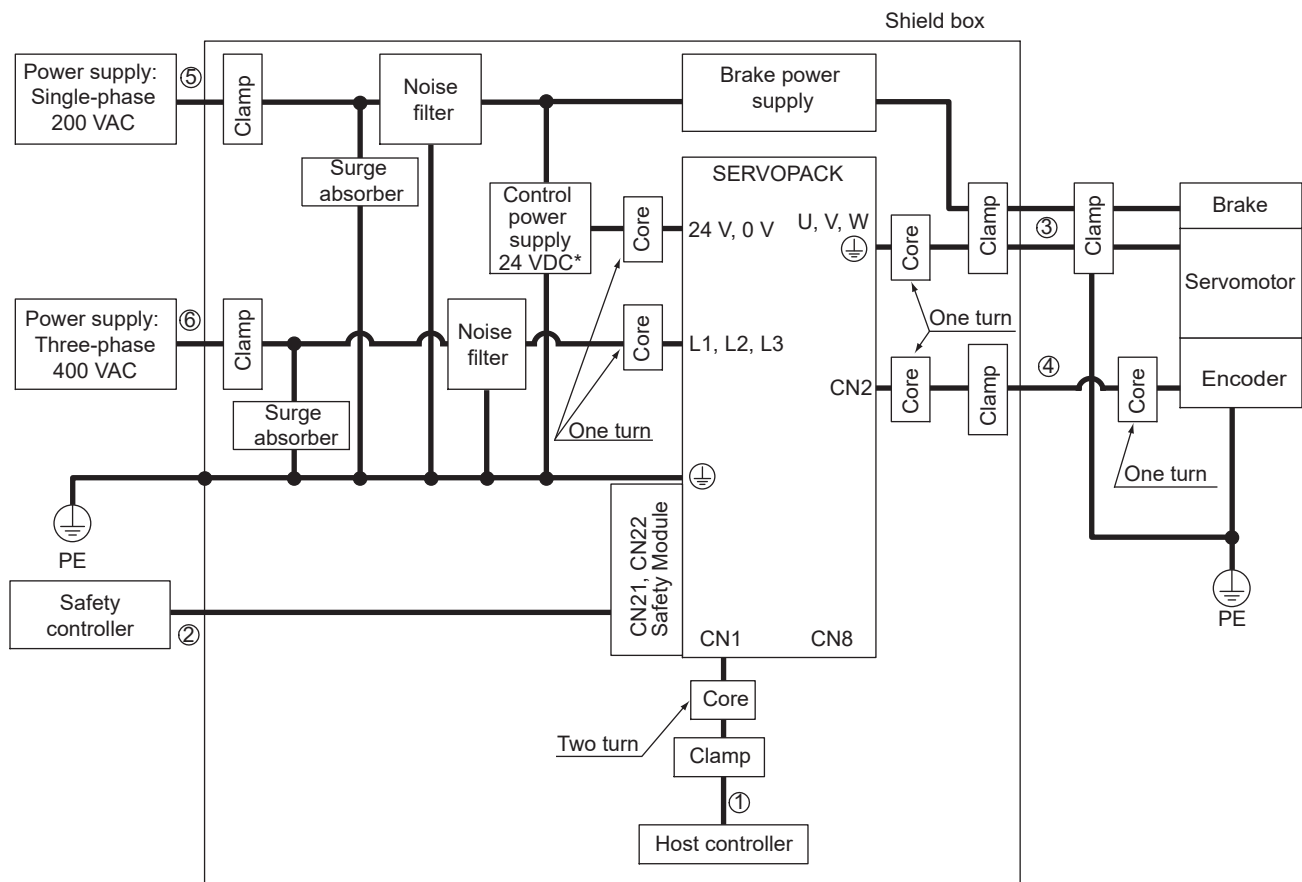 Shield box
Power supply:
Single-phase
200 VAC
⑤
Clamp
Noise
filter
Brake power
supply
Surge
absorber
Control
power
supply
24 VDC*
Core
SERVOPACK
24 V, 0 V
U, V, W
Core
Clamp
③
Clamp
Brake
Servomotor
Power supply:
Three-phase
400 VAC
⑥
Clamp
Noise
filter
Core
L1, L2, L3
One turn
CN2
Core
Clamp
④
Core
Encoder
Surge
absorber
One turn
One turn
PE
CN21, CN22
Safety Module
Safety
controller
②
PE
CN1
CN8
Core
Two turn
Clamp
①
Host controller